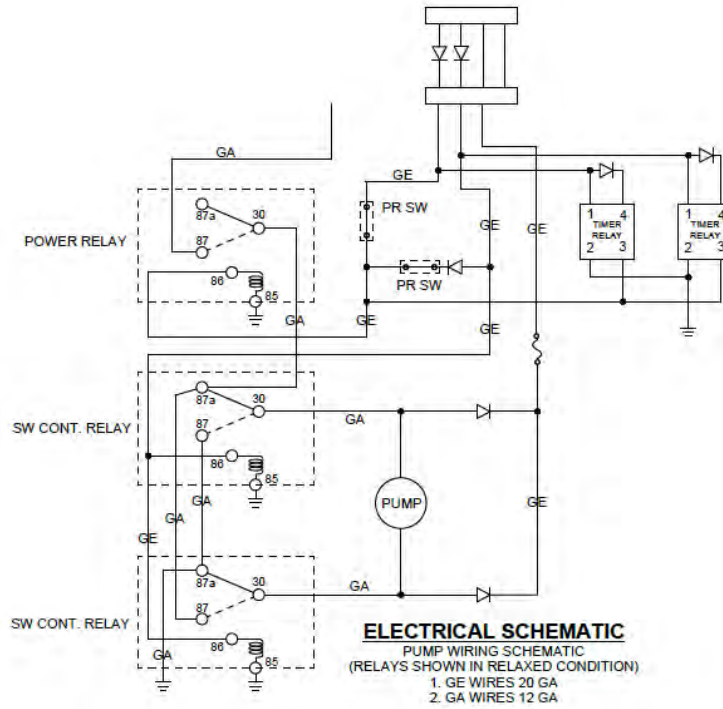 GA
GE
PR SW
GE
GE
1 4
TIMER
RELAY
2 3
1 4
TIMER
RELAY
2 3
87a
30
87
POWER RELAY
86
85
PR SW
GA
GE
GE
87a
30
87
SW CONT. RELAY
GA
86
85
GA
GA
GE
PUMP
GE
87a
30
GA
87
SW CONT. RELAY
86
85
GA
ELECTRICAL SCHEMATIC
PUMP WIRING SCHEMATIC
(RELAYS SHOWN IN RELAXED CONDITION)
1. GE WIRES 20 GA
2. GA WIRES 12 GA